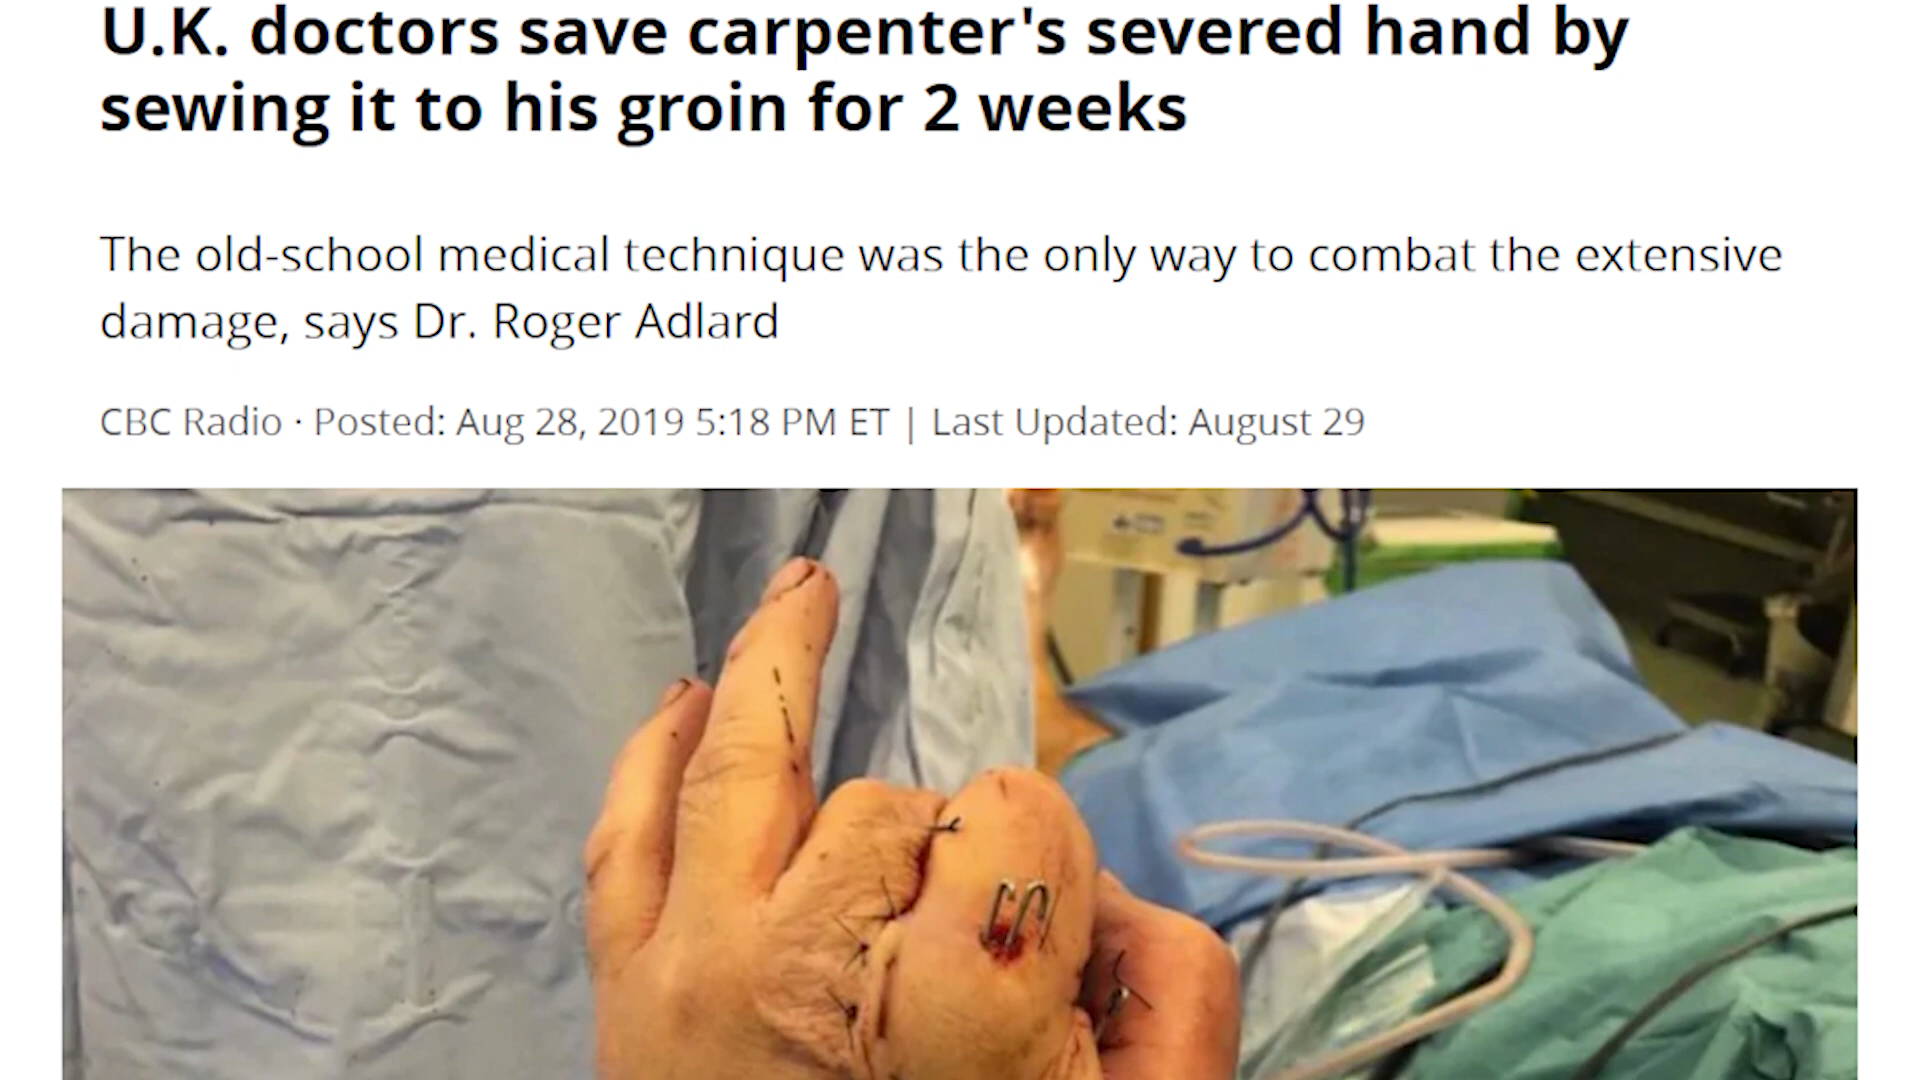 U.K. doctors save carpenter's severed hand by
sewing it to his groin for 2 weeks
The old-school medical technique was the only way to combat the extensive
damage, says Dr. Roger Adlard
CBC Radio · Posted: Aug 28, 2019 5:18 PM ET | Last Updated: August 29